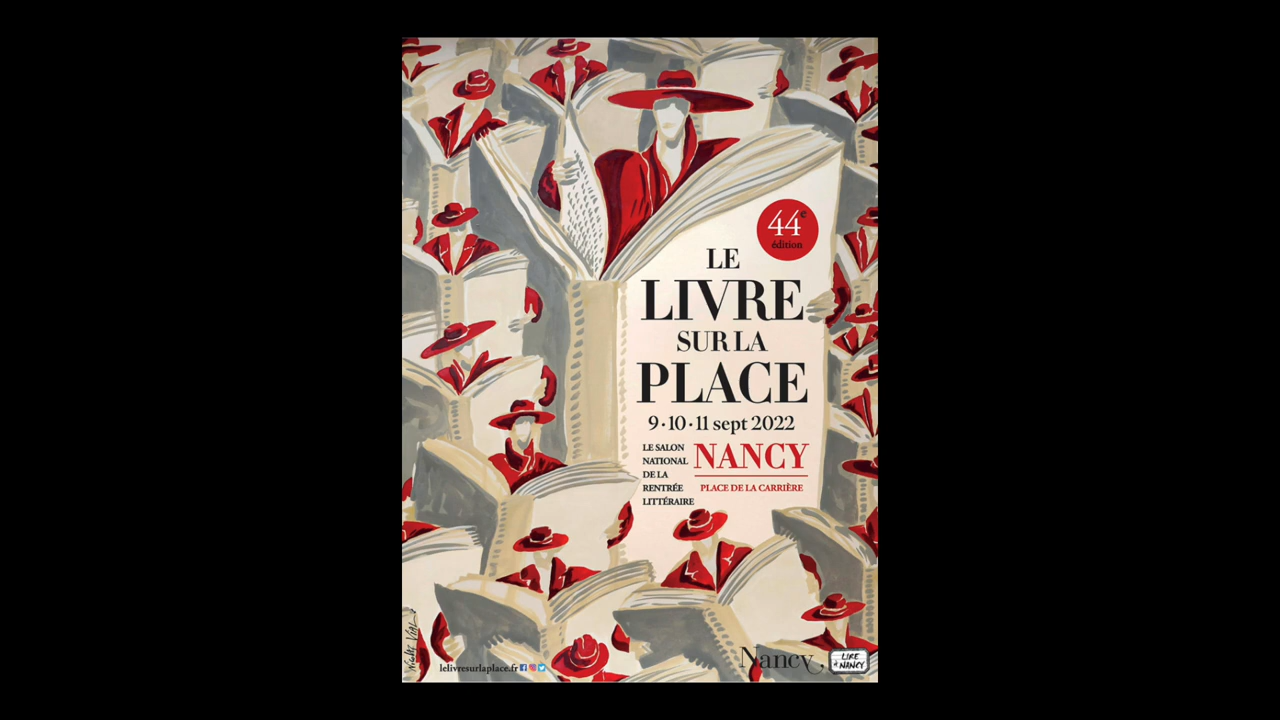 44e
édition
LE
LIVRE
SUR LA
PLACE
9 · 10 · 11 sept 2022
LE SALON
NATIONAL
DE LA
RENTRÉE
LITTÉRAIRE
NANCY
PLACE DE LA CARRIÈRE
lelivresurlaplace.fr
Nancy,
LIRE
à NANCY